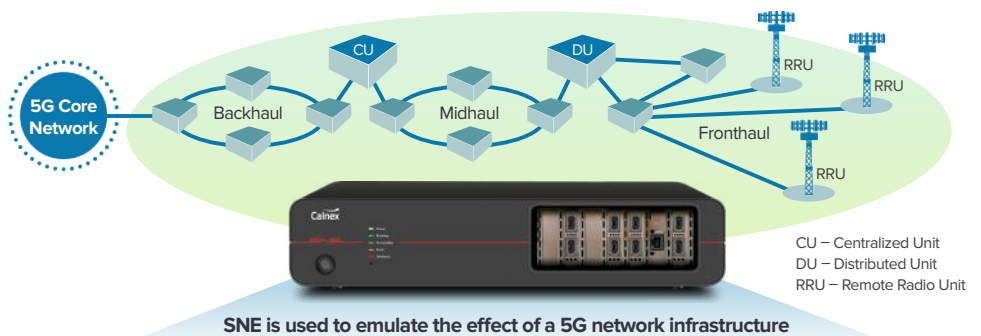 CU
DU
RRU
RRU
5G Core
Network
Backhaul
Midhaul
Fronthaul
RRU
Calnex
CU – Centralized Unit
DU – Distributed Unit
RRU – Remote Radio Unit
SNE is used to emulate the effect of a 5G network infrastructure